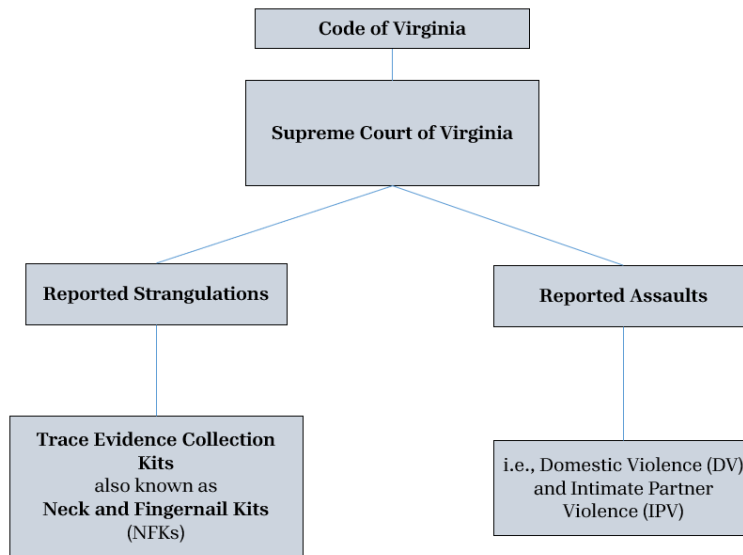 Code of Virginia
Supreme Court of Virginia
Reported Strangulations
Reported Assaults
Trace Evidence Collection
Kits
also known as
Neck and Fingernail Kits
(NFKs)
i.e., Domestic Violence (DV)
and Intimate Partner
Violence (IPV)